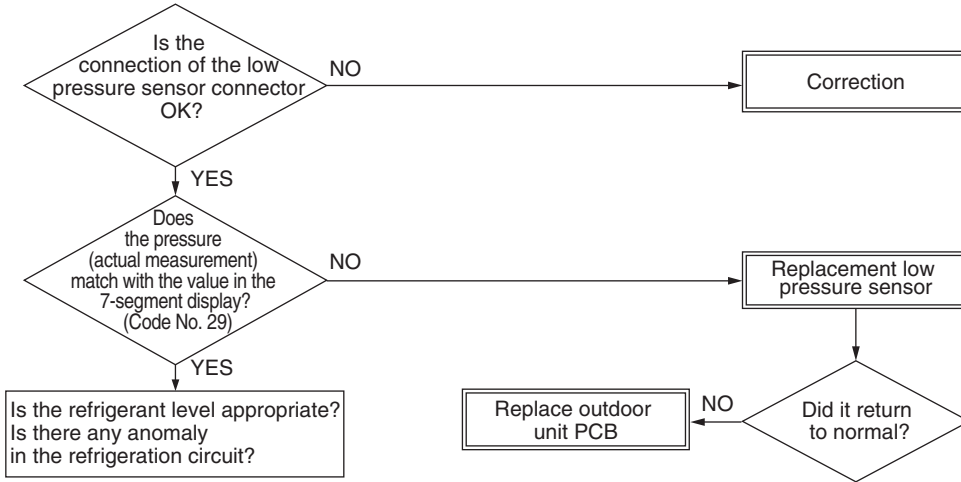 Is the
connection of the low
pressure sensor connector
OK?
NO
Correction
YES
Does
the pressure
(actual measurement)
match with the value in the
7-segment display?
(Code No. 29)
NO
Replacement low
pressure sensor
YES
Is the refrigerant level appropriate?
Is there any anomaly
in the refrigeration circuit?
Replace outdoor
unit PCB
NO
Did it return
to normal?